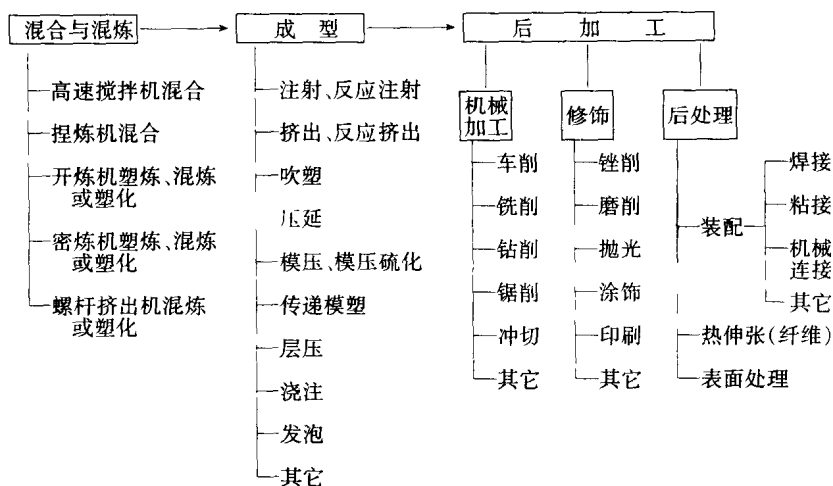 混合与混炼
高速搅拌机混合
捏炼机混合
开炼机塑炼、混炼
或塑化
密炼机塑炼、混炼
或塑化
螺杆挤出机混炼
或塑化
成型
注射、反应注射
挤出、反应挤出
吹塑
压延
模压、模压硫化
传递模塑
层压
浇注
发泡
其它
后加工
机械
加工
车削
铣削
钻削
锯削
冲切
其它
修饰
锉削
磨削
抛光
涂饰
印刷
其它
后处理
装配
焊接
粘接
机械
连接
其它
热伸张(纤维)
表面处理